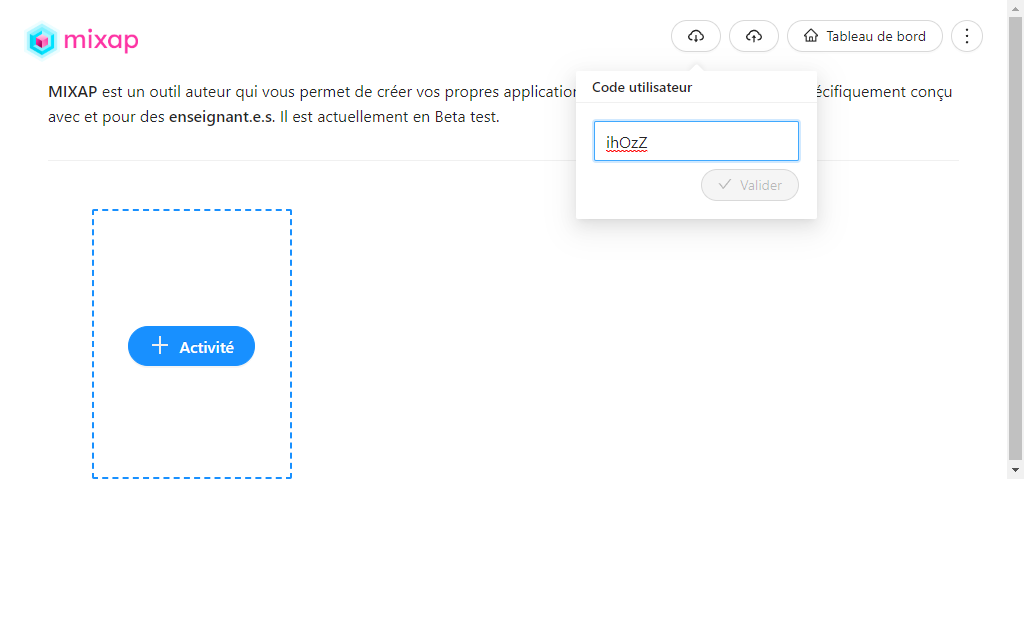 mixap
Tableau de bord
MIXAP est un outil auteur qui vous permet de créer vos propres application
écifiquement conçu
avec et pour des enseignant.e.s. Il est actuellement en Beta test.
Code utilisateur
ihOzZ
Valider
Activité